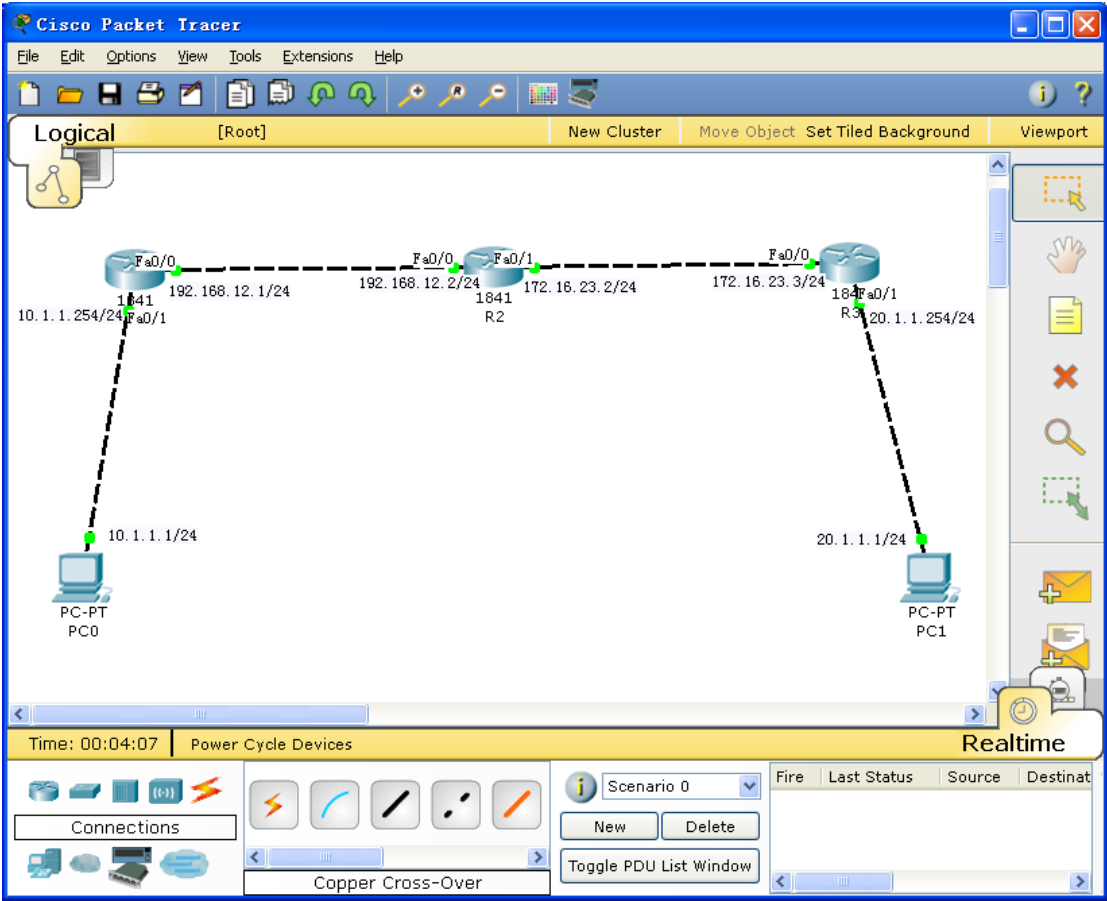 Cisco Packet Tracer
File Edit Options View Tools Extensions Help
Logical [Root] New Cluster Move Object Set Tiled Background Viewport
Fa0/0 Fa0/0 Fa0/1 Fa0/0
192.168.12.1/24 192.168.12.2/24 172.16.23.2/24 172.16.23.3/24
1841 1841 Fa0/1
10.1.1.254/24 Fa0/1 R2 R3 20.1.1.254/24
10.1.1.1/24 20.1.1.1/24
PC-PT PC-PT
PC0 PC1
Time: 00:04:07 Power Cycle Devices Realtime
Fire Last Status Source Destinat
Scenario 0
Connections New Delete
Toggle PDU List Window
Copper Cross-Over